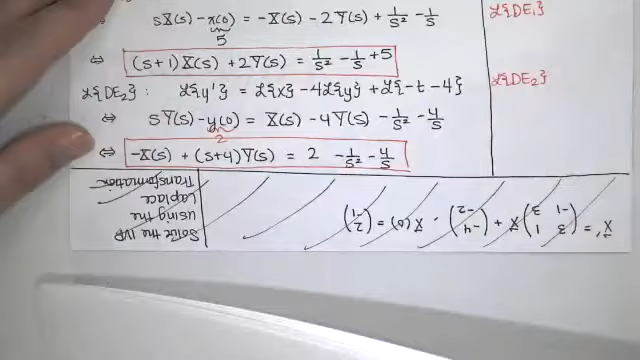 sX(s) - x(0) = -X(s) - 2Y(s) + 1/s² - 1/s
5
ℒ{DE₁}
⇔ (s+1)X(s) + 2Y(s) = 1/s² - 1/s + 5
ℒ{DE₂} : ℒ{y'} = ℒ{x} - 4ℒ{y} + ℒ{-t - 4}
ℒ{DE₂}
⇔ sY(s) - y(0) = X(s) - 4Y(s) - 1/s² - 4/s
2
⇔ -X(s) + (s+4)Y(s) = 2 - 1/s² - 4/s
Solve the IVP
using the
Laplace
Transformation.
X' = (3 1; -1 3) X + (-4; -2) . X(0) = (2; -1)